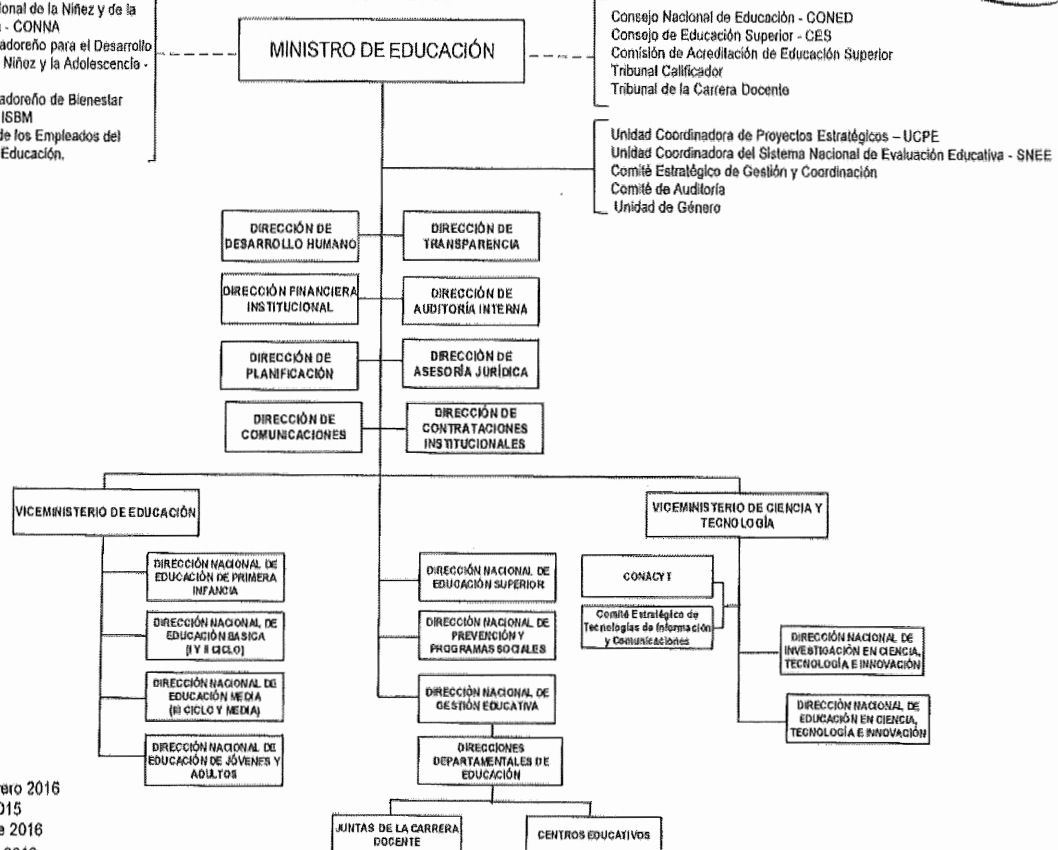 ional de la Niñez y de la
- CONNA
adoreño para el Desarrollo
Niñez y la Adolescencia -
adoreño de Bienestar
ISBM
de los Empleados del
Educación.
MINISTRO DE EDUCACIÓN
Consejo Nacional de Educación - CONED
Consejo de Educación Superior - CES
Comisión de Acreditación de Educación Superior
Tribunal Calificador
Tribunal de la Carrera Docente
Unidad Coordinadora de Proyectos Estratégicos – UCPE
Unidad Coordinadora del Sistema Nacional de Evaluación Educativa - SNEE
Comité Estratégico de Gestión y Coordinación
Comité de Auditoría
Unidad de Género
DIRECCIÓN DE
DESARROLLO HUMANO
DIRECCIÓN DE
TRANSPARENCIA
DIRECCIÓN FINANCIERA
INSTITUCIONAL
DIRECCIÓN DE
AUDITORÍA INTERNA
DIRECCIÓN DE
PLANIFICACIÓN
DIRECCIÓN DE
ASESORÍA JURÍDICA
DIRECCIÓN DE
COMUNICACIONES
DIRECCIÓN DE
CONTRATACIONES
INSTITUCIONALES
VICEMINISTERIO DE EDUCACIÓN
VICEMINISTERIO DE CIENCIA Y
TECNOLOGÍA
DIRECCIÓN NACIONAL DE
EDUCACIÓN DE PRIMERA
INFANCIA
DIRECCIÓN NACIONAL DE
EDUCACIÓN BÁSICA
(I Y II CICLO)
DIRECCIÓN NACIONAL DE
EDUCACIÓN MEDIA
(III CICLO Y MEDIA)
DIRECCIÓN NACIONAL DE
EDUCACIÓN DE JÓVENES Y
ADULTOS
DIRECCIÓN NACIONAL DE
EDUCACIÓN SUPERIOR
DIRECCIÓN NACIONAL DE
PREVENCIÓN Y
PROGRAMAS SOCIALES
DIRECCIÓN NACIONAL DE
GESTIÓN EDUCATIVA
DIRECCIONES
DEPARTAMENTALES DE
EDUCACIÓN
JUNTAS DE LA CARRERA
DOCENTE
CENTROS EDUCATIVOS
CONACYT
Comité Estratégico de
Tecnologías de Información
y Comunicaciones
DIRECCIÓN NACIONAL DE
INVESTIGACIÓN EN CIENCIA,
TECNOLOGÍA E INNOVACIÓN
DIRECCIÓN NACIONAL DE
EDUCACIÓN EN CIENCIA,
TECNOLOGÍA E INNOVACIÓN
ero 2016
015
e 2016